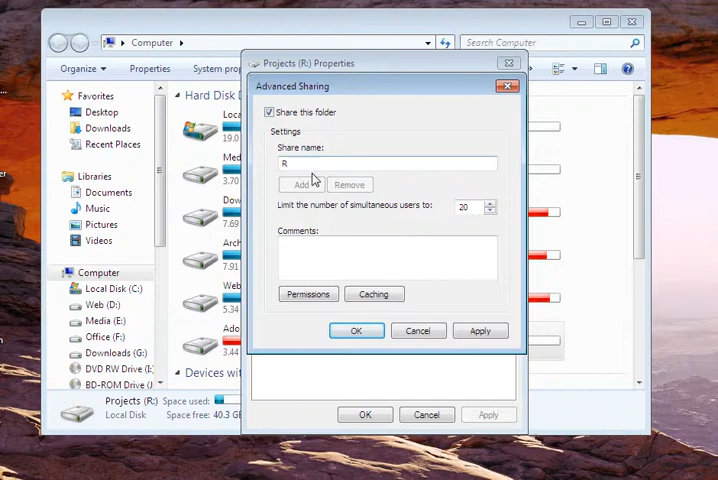 Computer
Search Computer
Projects (R:) Properties
Organize
Properties
System prop
Advanced Sharing
Favorites
Desktop
Downloads
Recent Places
Libraries
Documents
Music
Pictures
Videos
Computer
Local Disk (C:)
Web (D:)
Media (E:)
Office (F:)
Downloads (G:)
DVD RW Drive (I:
BD-ROM Drive (J
Hard Disk D
Loca
19.0
Med
3.70
Dow
7.69
Arch
7.91
Web
5.34
Ado
3.44
Devices wit
Share this folder
Settings
Share name:
R
Add
Remove
Limit the number of simultaneous users to:
20
Comments:
Permissions
Caching
OK
Cancel
Apply
Projects (R:)
Space used:
Local Disk
Space free: 40.3 GB
OK
Cancel
Apply